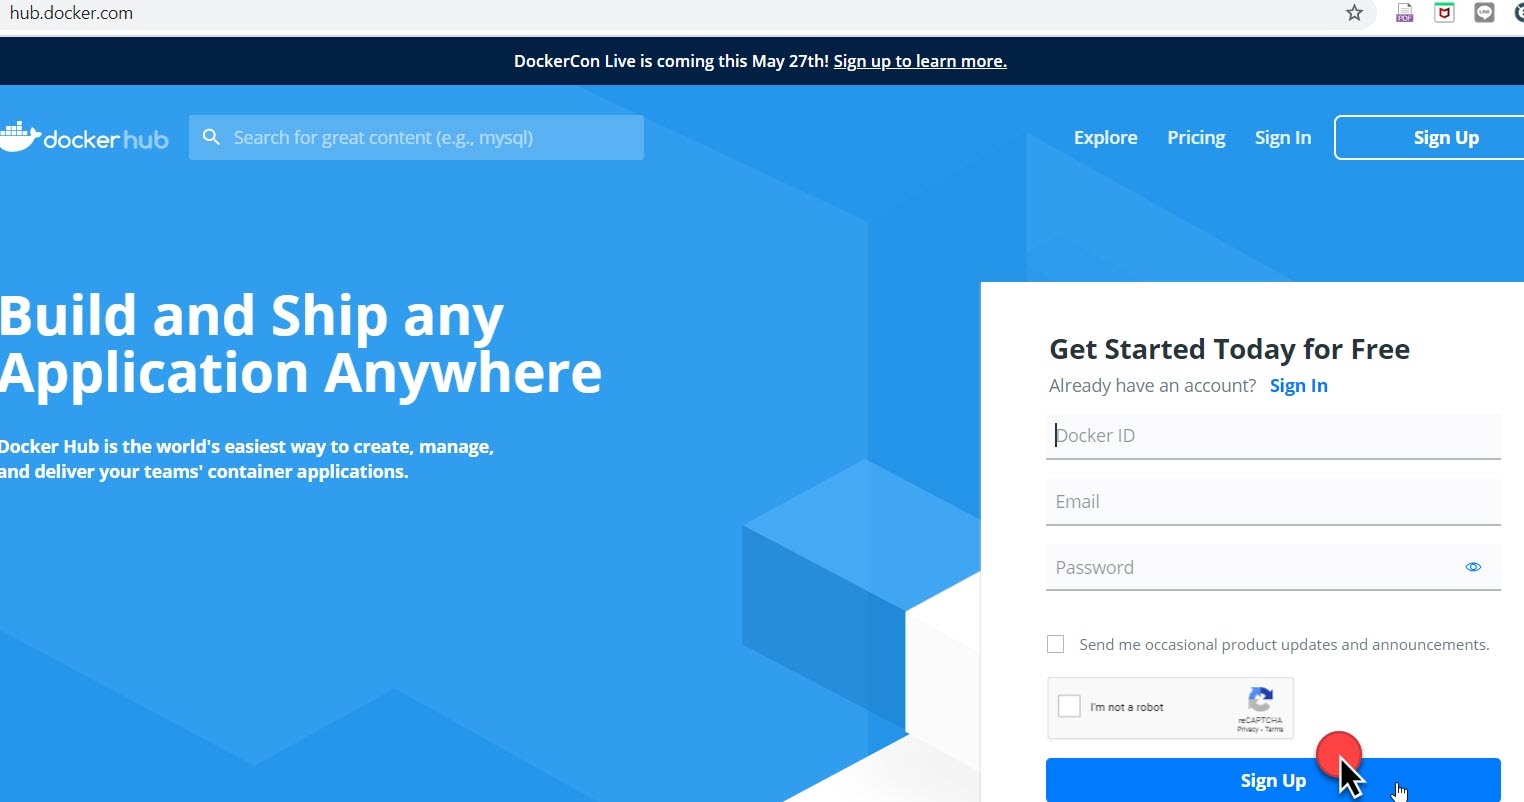 hub.docker.com
PDF
LINE
DockerCon Live is coming this May 27th! Sign up to learn more.
docker hub
Search for great content (e.g., mysql)
Explore
Pricing
Sign In
Sign Up
Build and Ship any
Application Anywhere
Docker Hub is the world's easiest way to create, manage,
and deliver your teams' container applications.
Get Started Today for Free
Already have an account? Sign In
Docker ID
Email
Password
Send me occasional product updates and announcements.
I'm not a robot
reCAPTCHA
Privacy - Terms
Sign Up